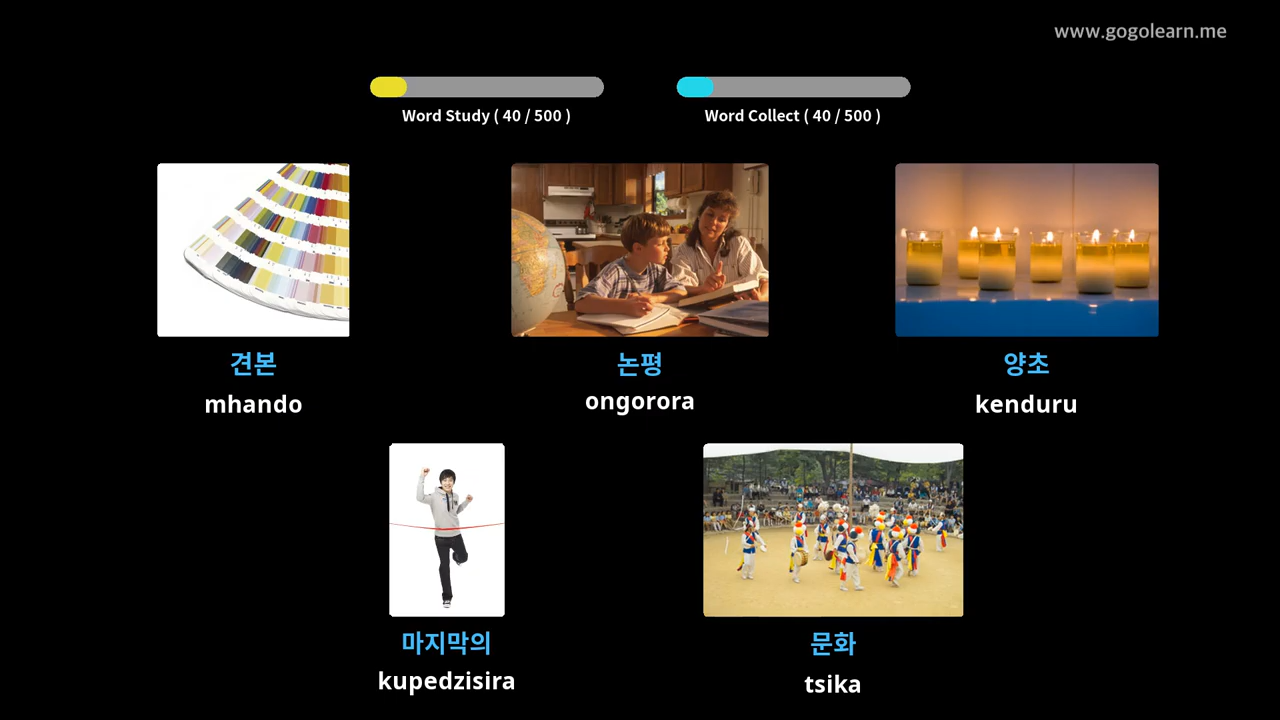 www.gogolearn.me
Word Study ( 40 / 500 )
Word Collect ( 40 / 500 )
견본
mhando
논평
ongorora
양초
kenduru
마지막의
kupedzisira
문화
tsika